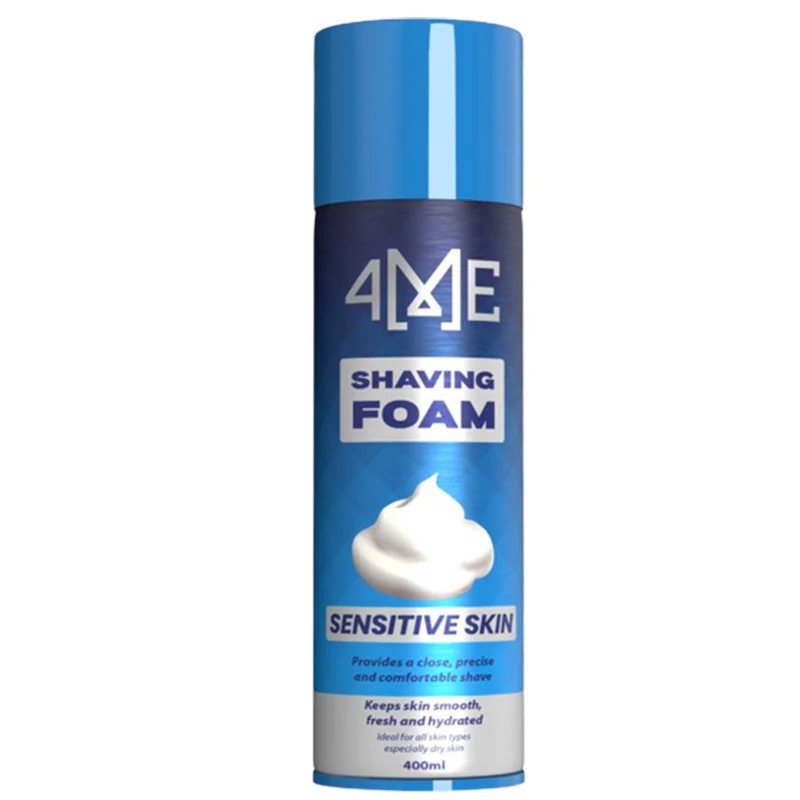 4ME
SHAVING
FOAM
SENSITIVE SKIN
Provides a close, precise
and comfortable shave
Keeps skin smooth,
fresh and hydrated
Ideal for all skin types
especially dry skin
400ml